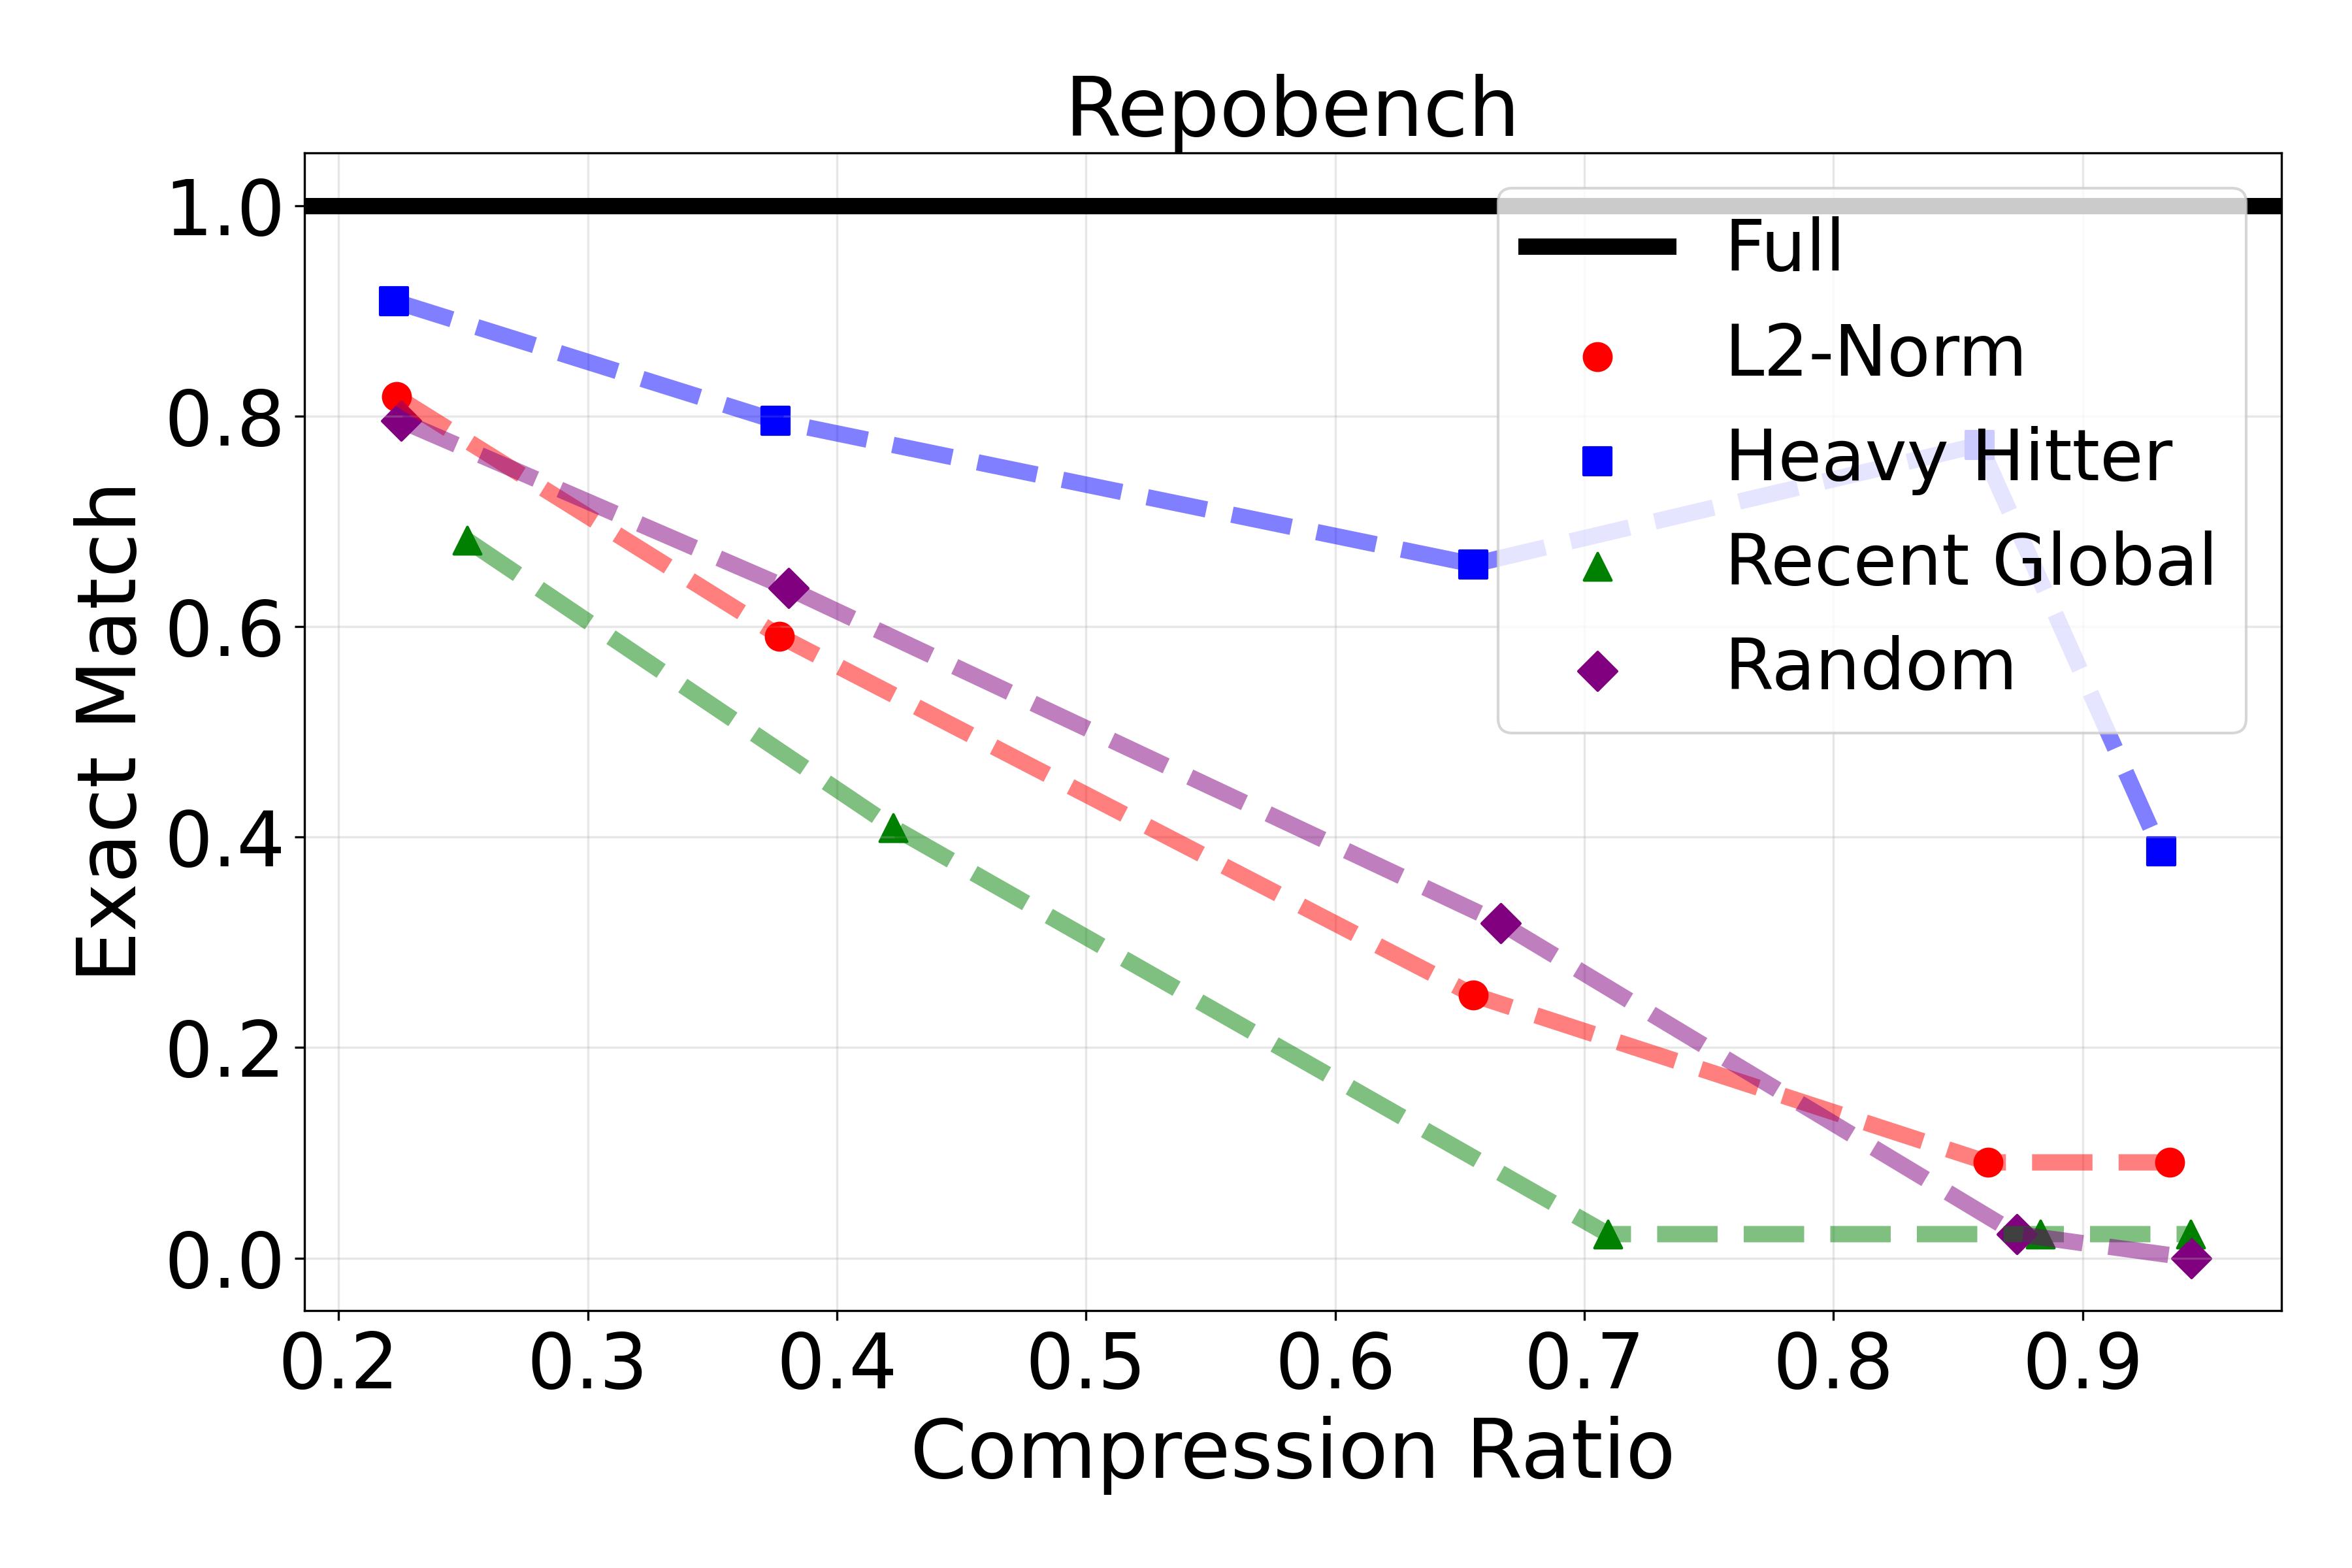 Repobench
Exact Match
1.0
0.8
0.6
0.4
0.2
0.0
Full
L2-Norm
Heavy Hitter
Recent Global
Random
0.2 0.3 0.4 0.5 0.6 0.7 0.8 0.9
Compression Ratio